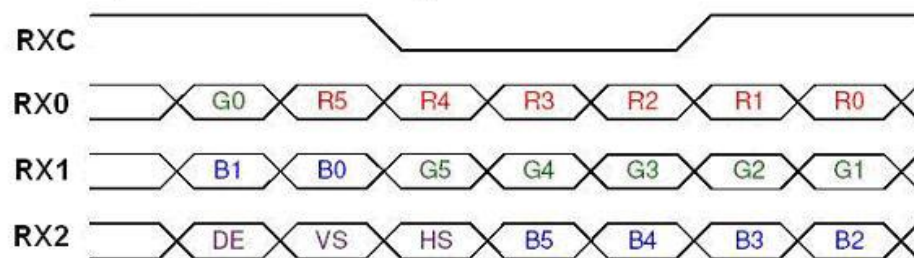 RXC
RX0 G0 R5 R4 R3 R2 R1 R0
RX1 B1 B0 G5 G4 G3 G2 G1
RX2 DE VS HS B5 B4 B3 B2